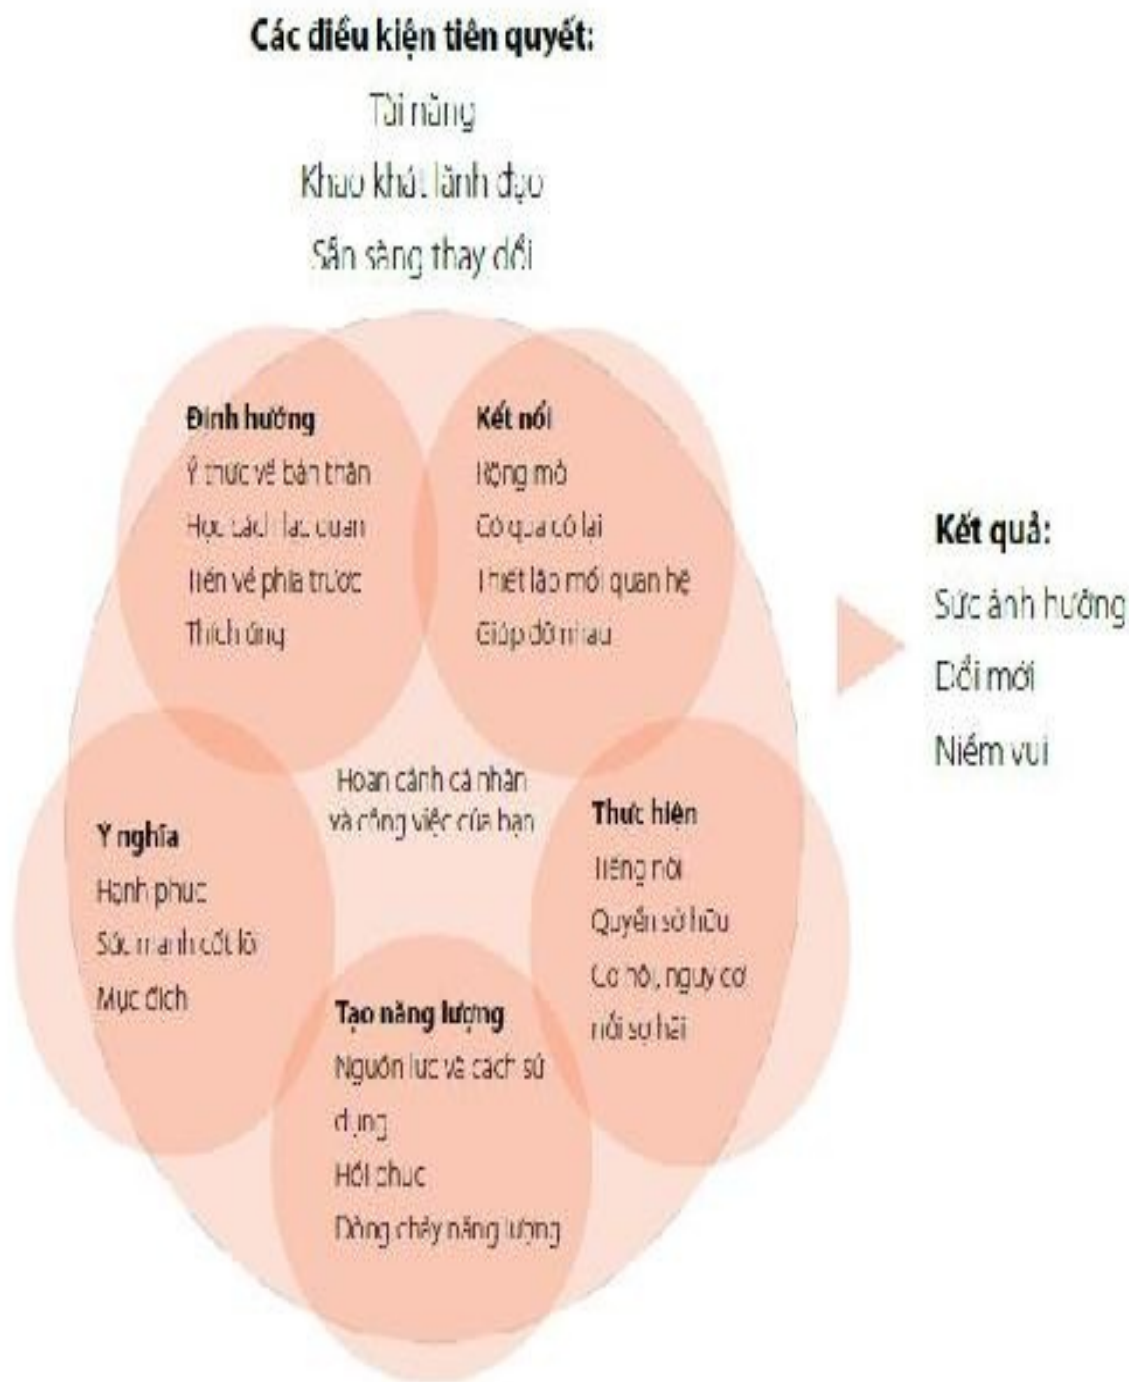 Các điều kiện tiên quyết:
Tài năng
Khao khát lãnh đạo
Sẵn sàng thay đổi
Định hướng
Ý thức về bản thân
Học cách lạc quan
Tiến về phía trước
Thích ứng
Kết nối
Rộng mở
Có qua có lại
Thiết lập mối quan hệ
Giúp đỡ nhau
Hoàn cảnh cá nhân
và công việc của bạn
Ý nghĩa
Hạnh phúc
Sức mạnh cốt lõi
Mục đích
Thực hiện
Tiếng nói
Quyền sở hữu
Cơ hội, nguy cơ
nỗi sợ hãi
Tạo năng lượng
Nguồn lực và cách sử
dụng
Hồi phục
Dòng chảy năng lượng
Kết quả:
Sức ảnh hưởng
Đổi mới
Niềm vui